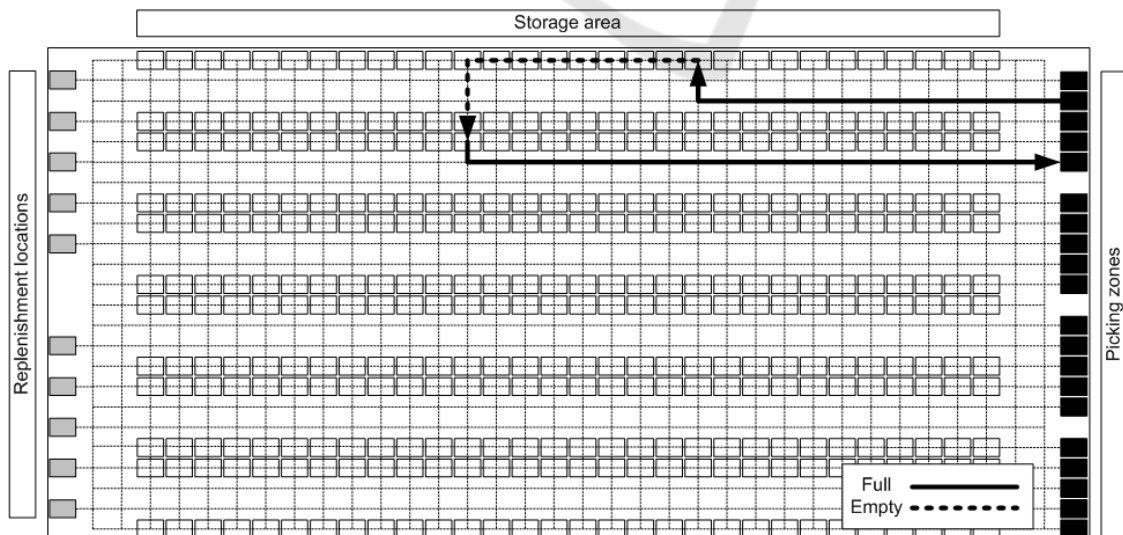 Storage area
Replenishment locations
Picking zones
Full
Empty